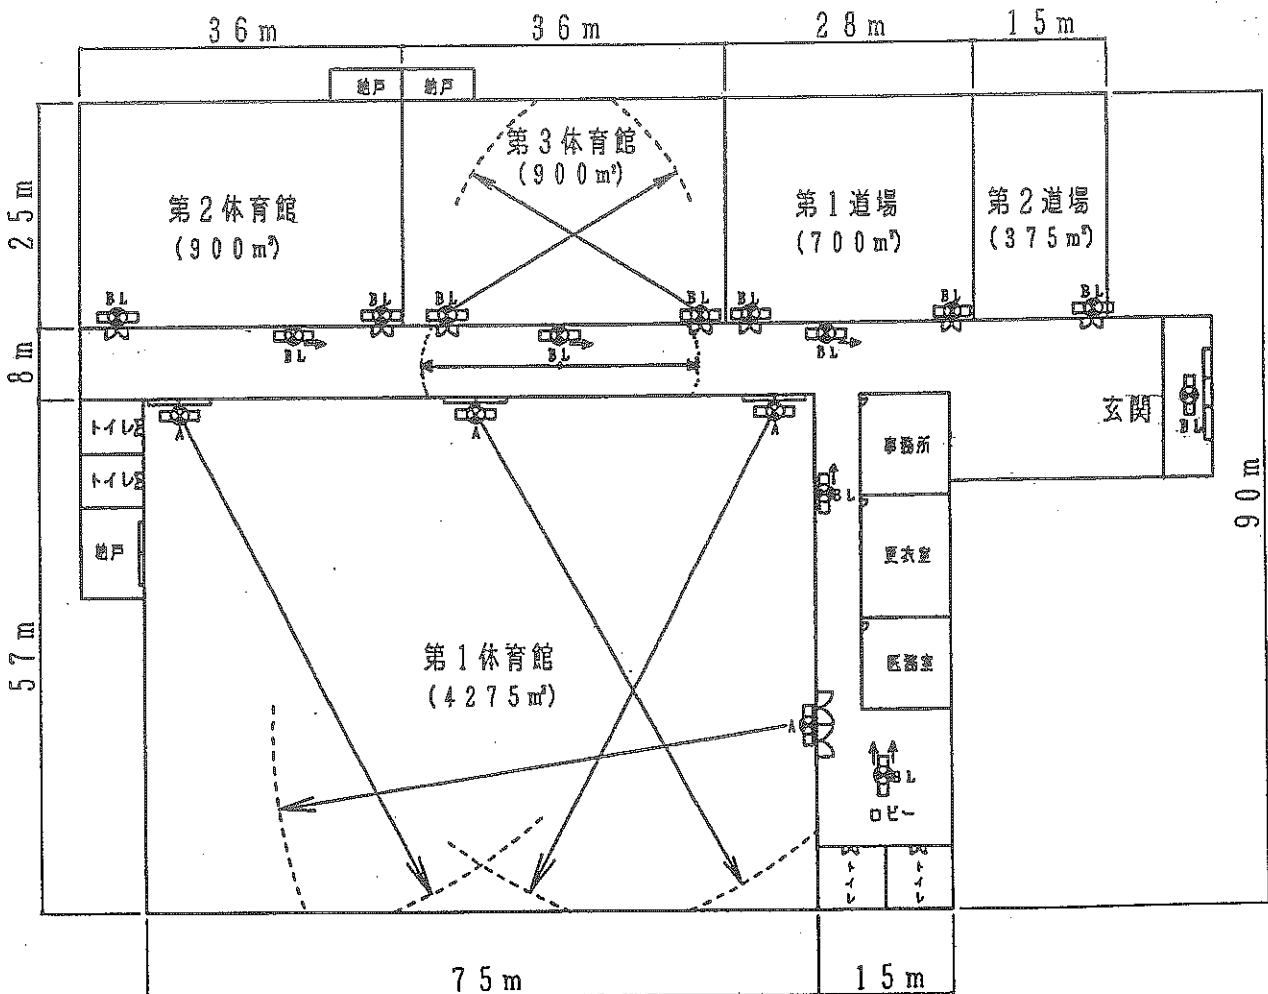 36m
36m
28m
15m
納戸
納戸
第3体育館
(900㎡)
第2体育館
(900㎡)
第1道場
(700㎡)
第2道場
(375㎡)
25m
BL
BL
BL
BL
BL
BL
BL
BL
BL
BL
8m
玄関
BL
トイレ
A
A
A
事務所
トイレ
BL
90m
納戸
更衣室
57m
第1体育館
(4275㎡)
医務室
A
BL
ロビー
トイレ
トイレ
75m
15m